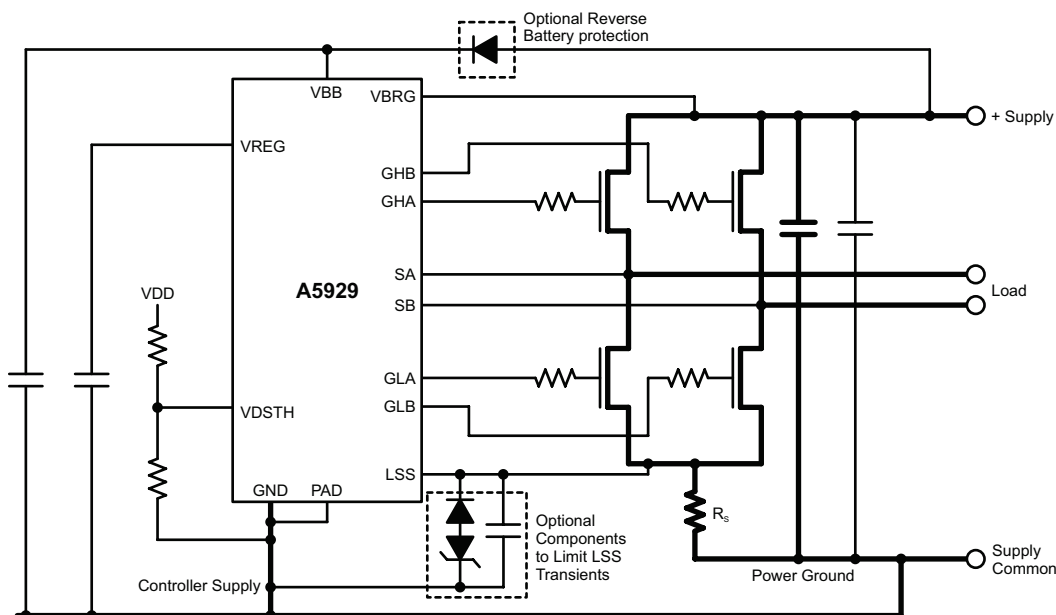 Optional Reverse
Battery protection
VBB
VBRG
+ Supply
VREG
GHB
GHA
SA
Load
A5929
VDD
SB
GLA
GLB
VDSTH
LSS
GND
PAD
Optional
Components
to Limit LSS
Transients
RS
Supply
Common
Controller Supply
Power Ground